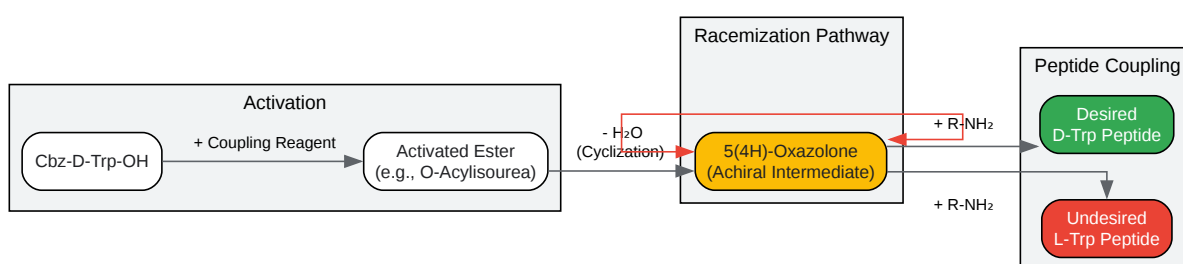 Activation
Cbz-D-Trp-OH
+ Coupling Reagent
Activated Ester
(e.g., O-Acylisourea)
- H₂O
(Cyclization)
Racemization Pathway
5(4H)-Oxazolone
(Achiral Intermediate)
+ R-NH₂
+ R-NH₂
Peptide Coupling
Desired
D-Trp Peptide
Undesired
L-Trp Peptide